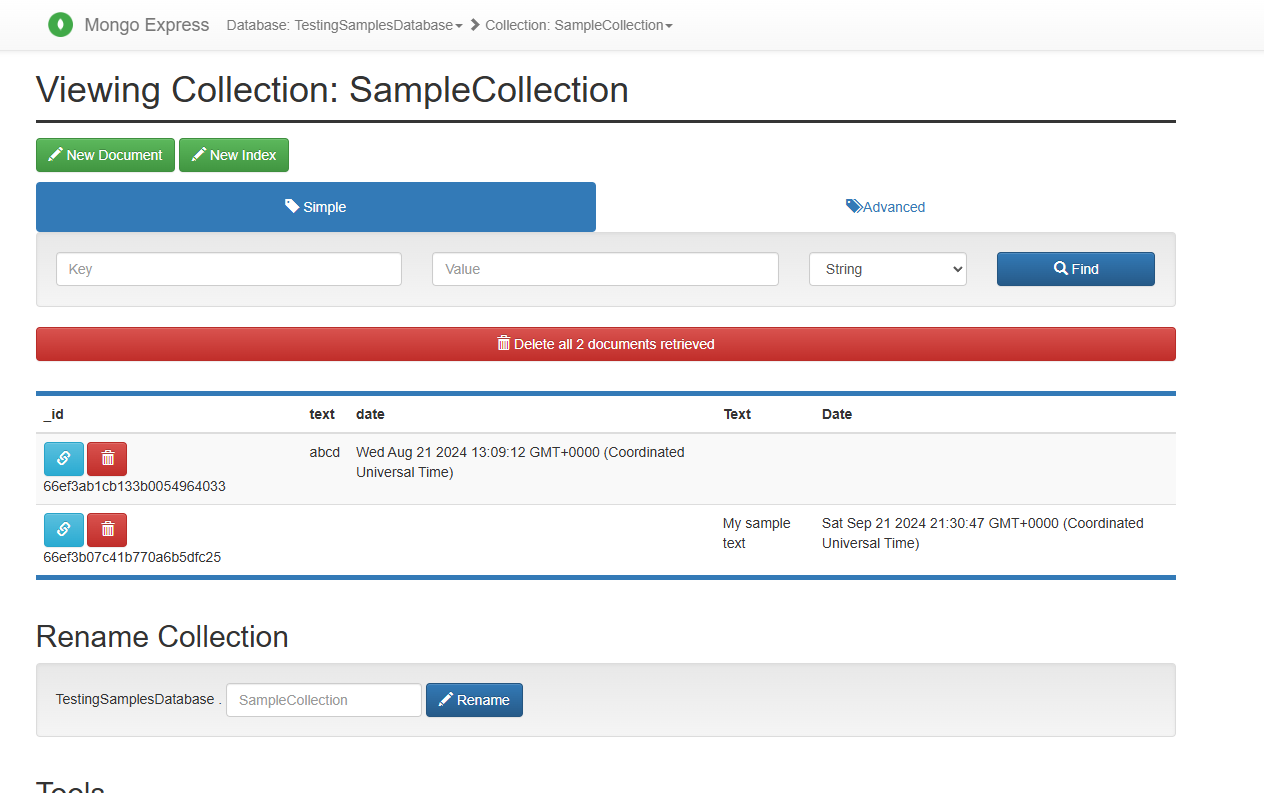 Mongo Express Database: TestingSamplesDatabase Collection: SampleCollection
Viewing Collection: SampleCollection
New Document New Index
Simple Advanced
Key Value String Find
Delete all 2 documents retrieved
_id text date Text Date
abcd Wed Aug 21 2024 13:09:12 GMT+0000 (Coordinated
Universal Time)
66ef3ab1cb133b0054964033
My sample Sat Sep 21 2024 21:30:47 GMT+0000 (Coordinated
text Universal Time)
66ef3b07c41b770a6b5dfc25
Rename Collection
TestingSamplesDatabase . SampleCollection Rename
Tools